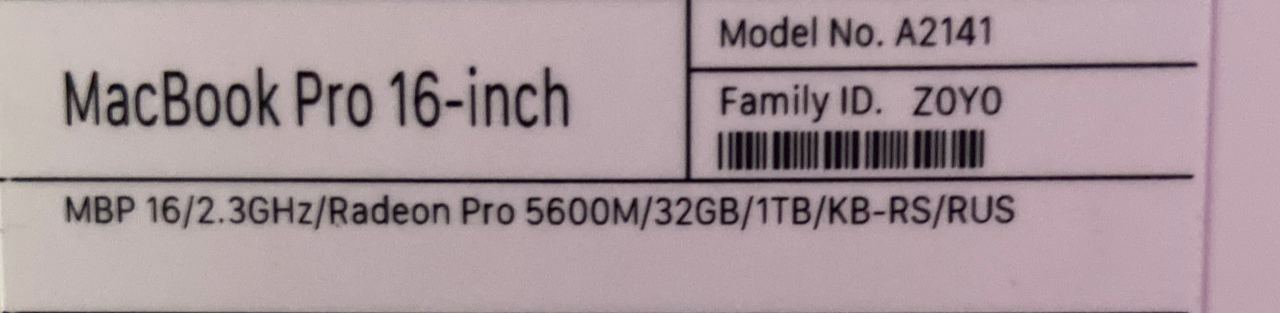 MacBook Pro 16-inch
Model No. A2141
Family ID. Z0Y0
MBP 16/2.3GHz/Radeon Pro 5600M/32GB/1TB/KB-RS/RUS